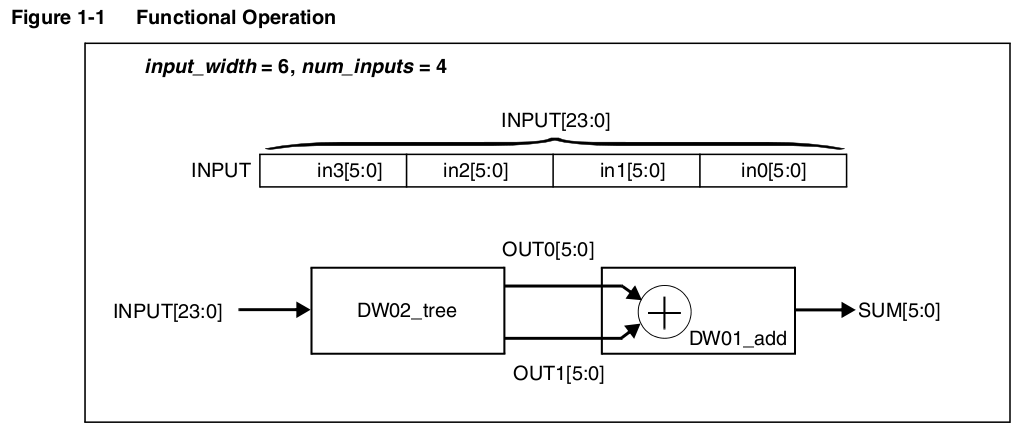 Figure 1-1 Functional Operation
input_width = 6, num_inputs = 4
INPUT[23:0]
INPUT in3[5:0] in2[5:0] in1[5:0] in0[5:0]
OUT0[5:0]
INPUT[23:0] DW02_tree SUM[5:0]
DW01_add
OUT1[5:0]